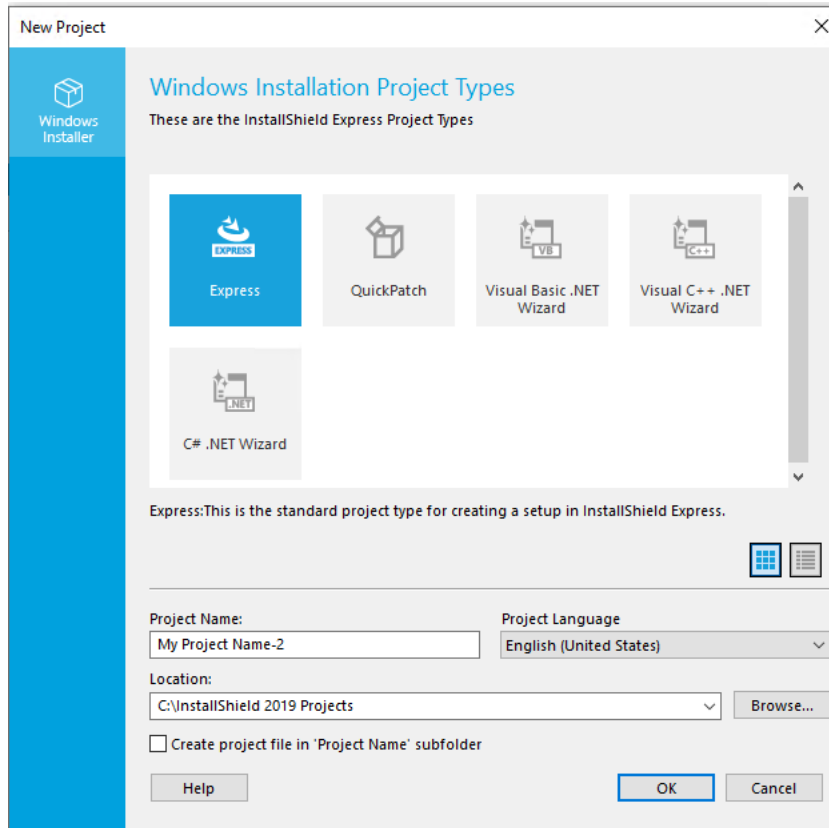 New Project
Windows
Installer
Windows Installation Project Types
These are the InstallShield Express Project Types
EXPRESS
Express
QuickPatch
VB
Visual Basic .NET
Wizard
C++
Visual C++ .NET
Wizard
.NET
C# .NET Wizard
Express:This is the standard project type for creating a setup in InstallShield Express.
Project Name:
Project Language
My Project Name-2
English (United States)
Location:
C:\InstallShield 2019 Projects
Browse...
Create project file in 'Project Name' subfolder
Help
OK
Cancel